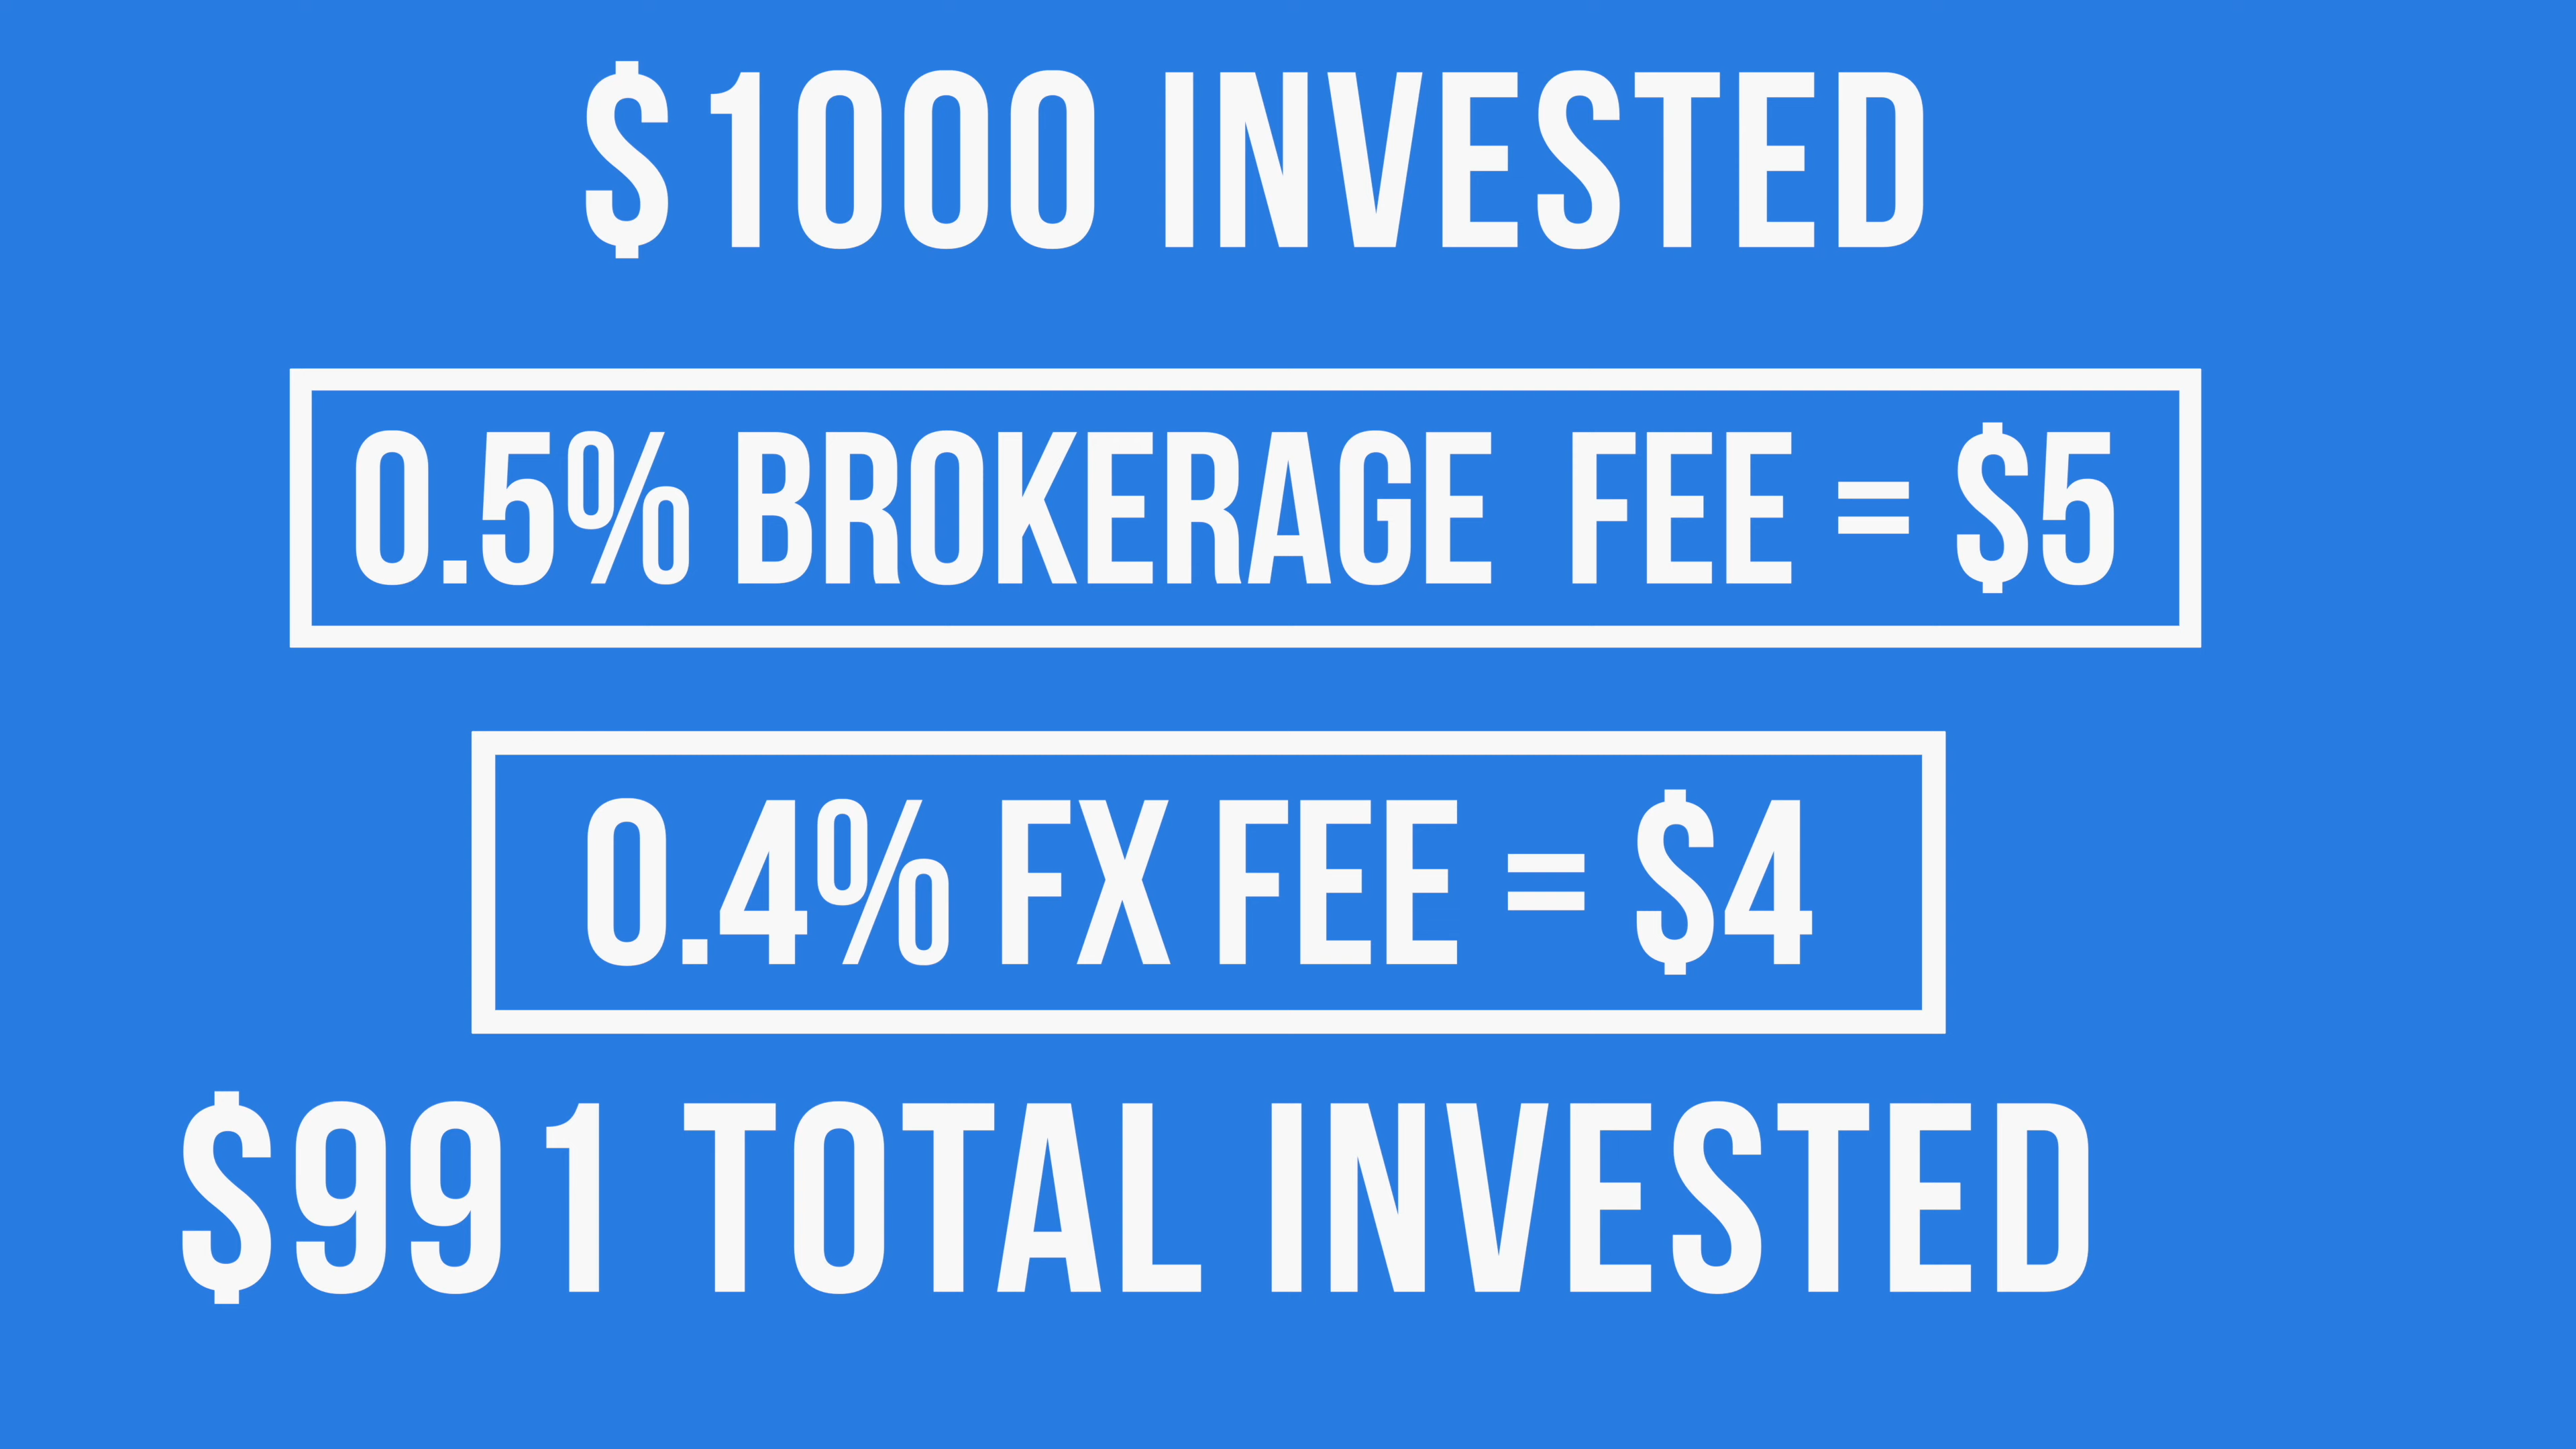 $1000 INVESTED
0.5% BROKERAGE FEE = $5
0.4% FX FEE = $4
$991 TOTAL INVESTED